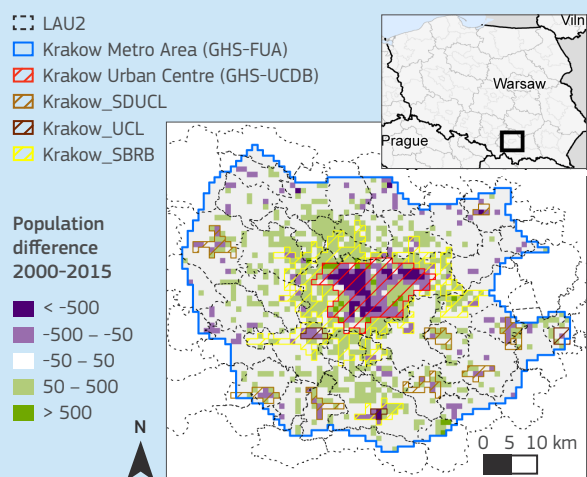 LAU2
Krakow Metro Area (GHS-FUA)
Krakow Urban Centre (GHS-UCDB)
Krakow_SDUCL
Krakow_UCL
Krakow_SBRB
Population
difference
2000-2015
< -500
-500 – -50
-50 – 50
50 – 500
> 500
N
0 5 10 km
Viln
Warsaw
Prague